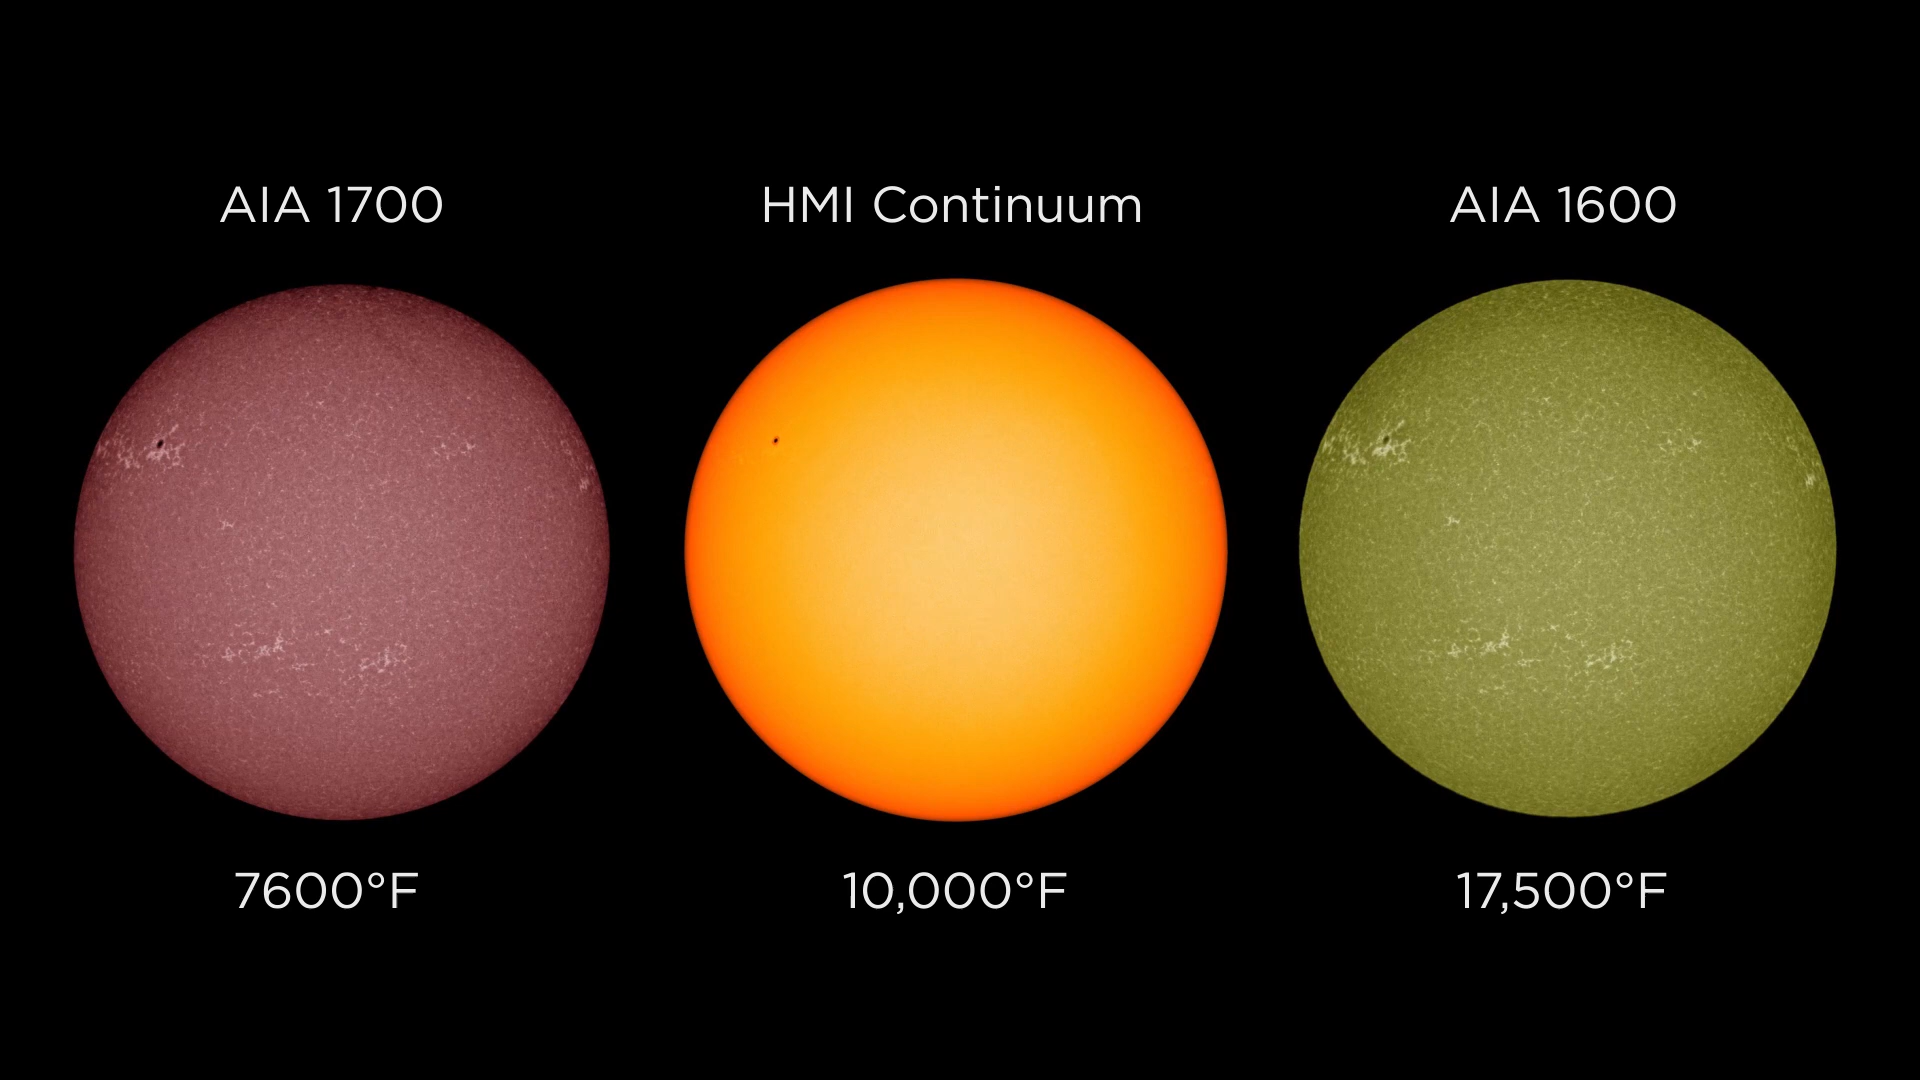 AIA 1700
HMI Continuum
AIA 1600
7600°F
10,000°F
17,500°F